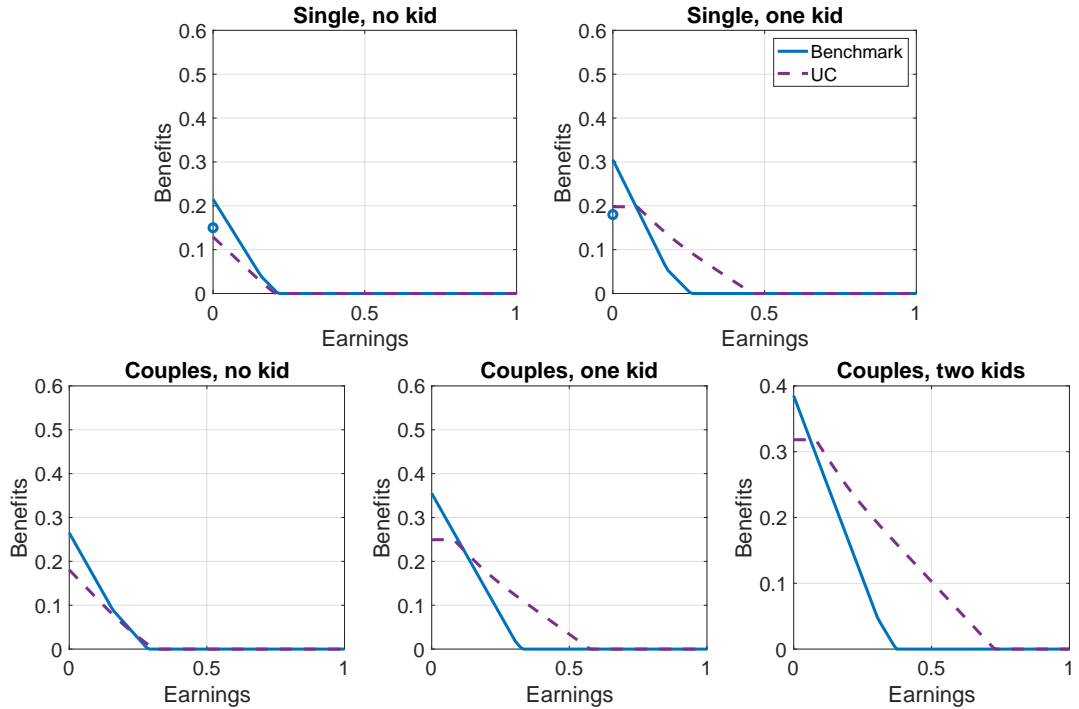 Single, no kid
0.6
0.5
0.4
0.3
0.2
0.1
0
Benefits
0 0.5 1
Earnings
Single, one kid
Benchmark
UC
0.6
0.5
0.4
0.3
0.2
0.1
0
Benefits
0 0.5 1
Earnings
Couples, no kid
0.6
0.5
0.4
0.3
0.2
0.1
0
Benefits
0 0.5 1
Earnings
Couples, one kid
0.6
0.5
0.4
0.3
0.2
0.1
0
Benefits
0 0.5 1
Earnings
Couples, two kids
0.4
0.3
0.2
0.1
0
Benefits
0 0.5 1
Earnings